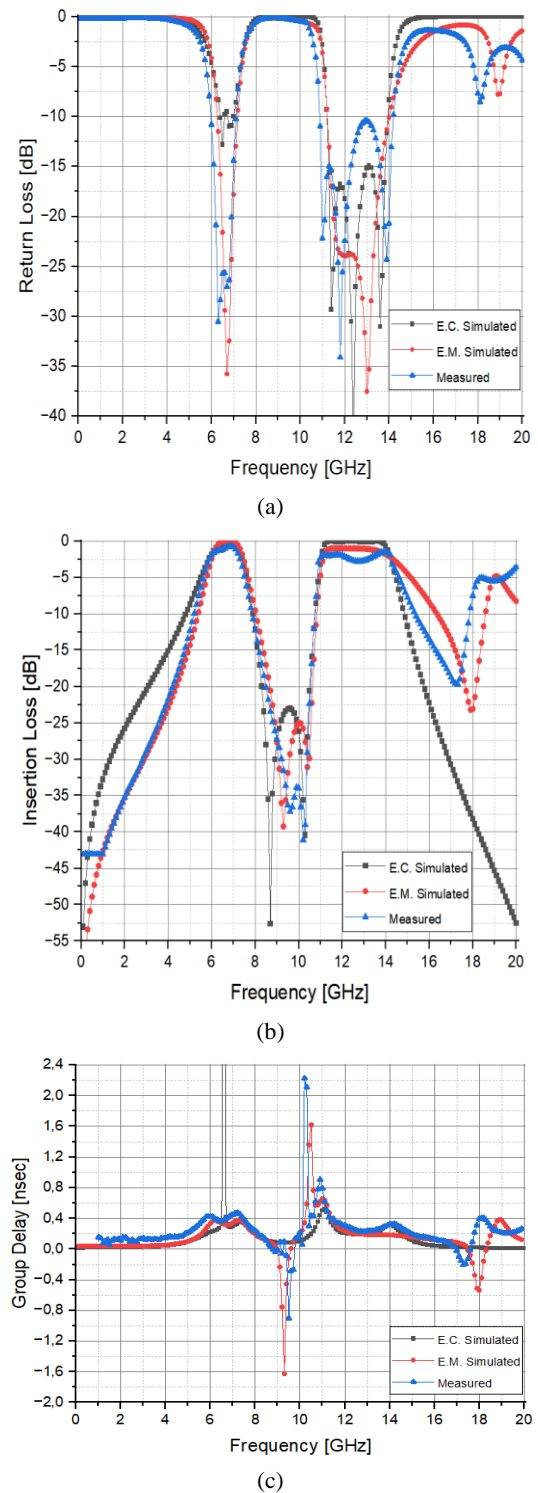 0
−5
−10
−15
−20
−25
−30
−35
−40
Return Loss [dB]
E.C. Simulated
E.M. Simulated
Measured
0 2 4 6 8 10 12 14 16 18 20
Frequency [GHz]
(a)
0
−5
−10
−15
−20
−25
−30
−35
−40
−45
−50
−55
Insertion Loss [dB]
E.C. Simulated
E.M. Simulated
Measured
0 2 4 6 8 10 12 14 16 18 20
Frequency [GHz]
(b)
2,4
2,0
1,6
1,2
0,8
0,4
0,0
−0,4
−0,8
−1,2
−1,6
−2,0
Group Delay [nsec]
E.C. Simulated
E.M. Simulated
Measured
0 2 4 6 8 10 12 14 16 18 20
Frequency [GHz]
(c)